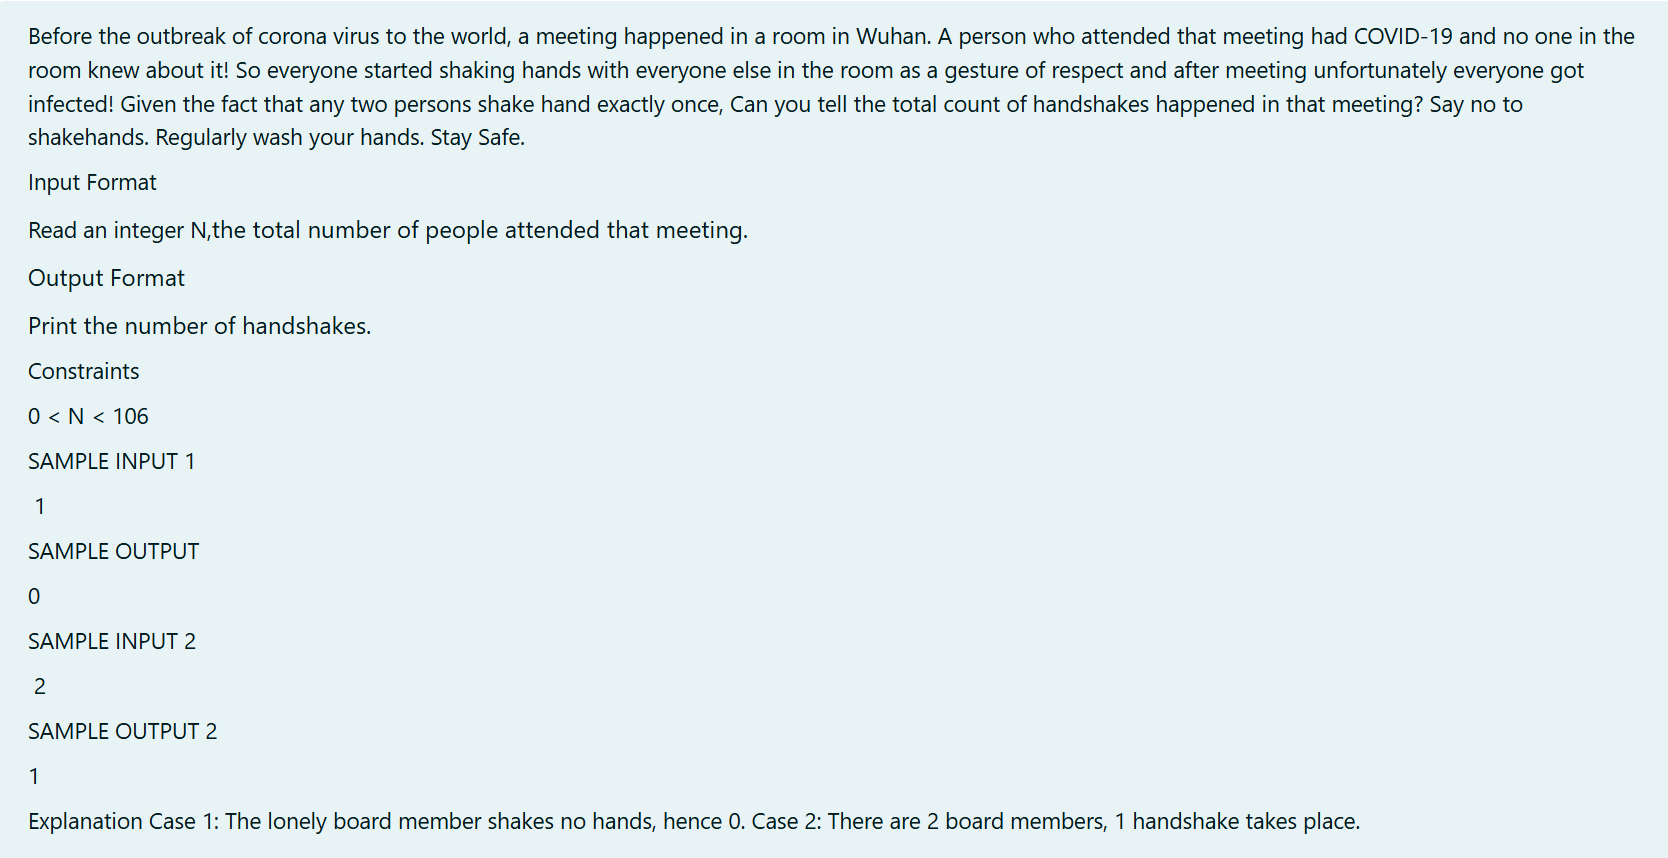 Before the outbreak of corona virus to the world, a meeting happened in a room in Wuhan. A person who attended that meeting had COVID-19 and no one in the
room knew about it! So everyone started shaking hands with everyone else in the room as a gesture of respect and after meeting unfortunately everyone got
infected! Given the fact that any two persons shake hand exactly once, Can you tell the total count of handshakes happened in that meeting? Say no to
shakehands. Regularly wash your hands. Stay Safe.
Input Format
Read an integer N,the total number of people attended that meeting.
Output Format
Print the number of handshakes.
Constraints
0 < N < 106
SAMPLE INPUT 1
1
SAMPLE OUTPUT
0
SAMPLE INPUT 2
2
SAMPLE OUTPUT 2
1
Explanation Case 1: The lonely board member shakes no hands, hence 0. Case 2: There are 2 board members, 1 handshake takes place.